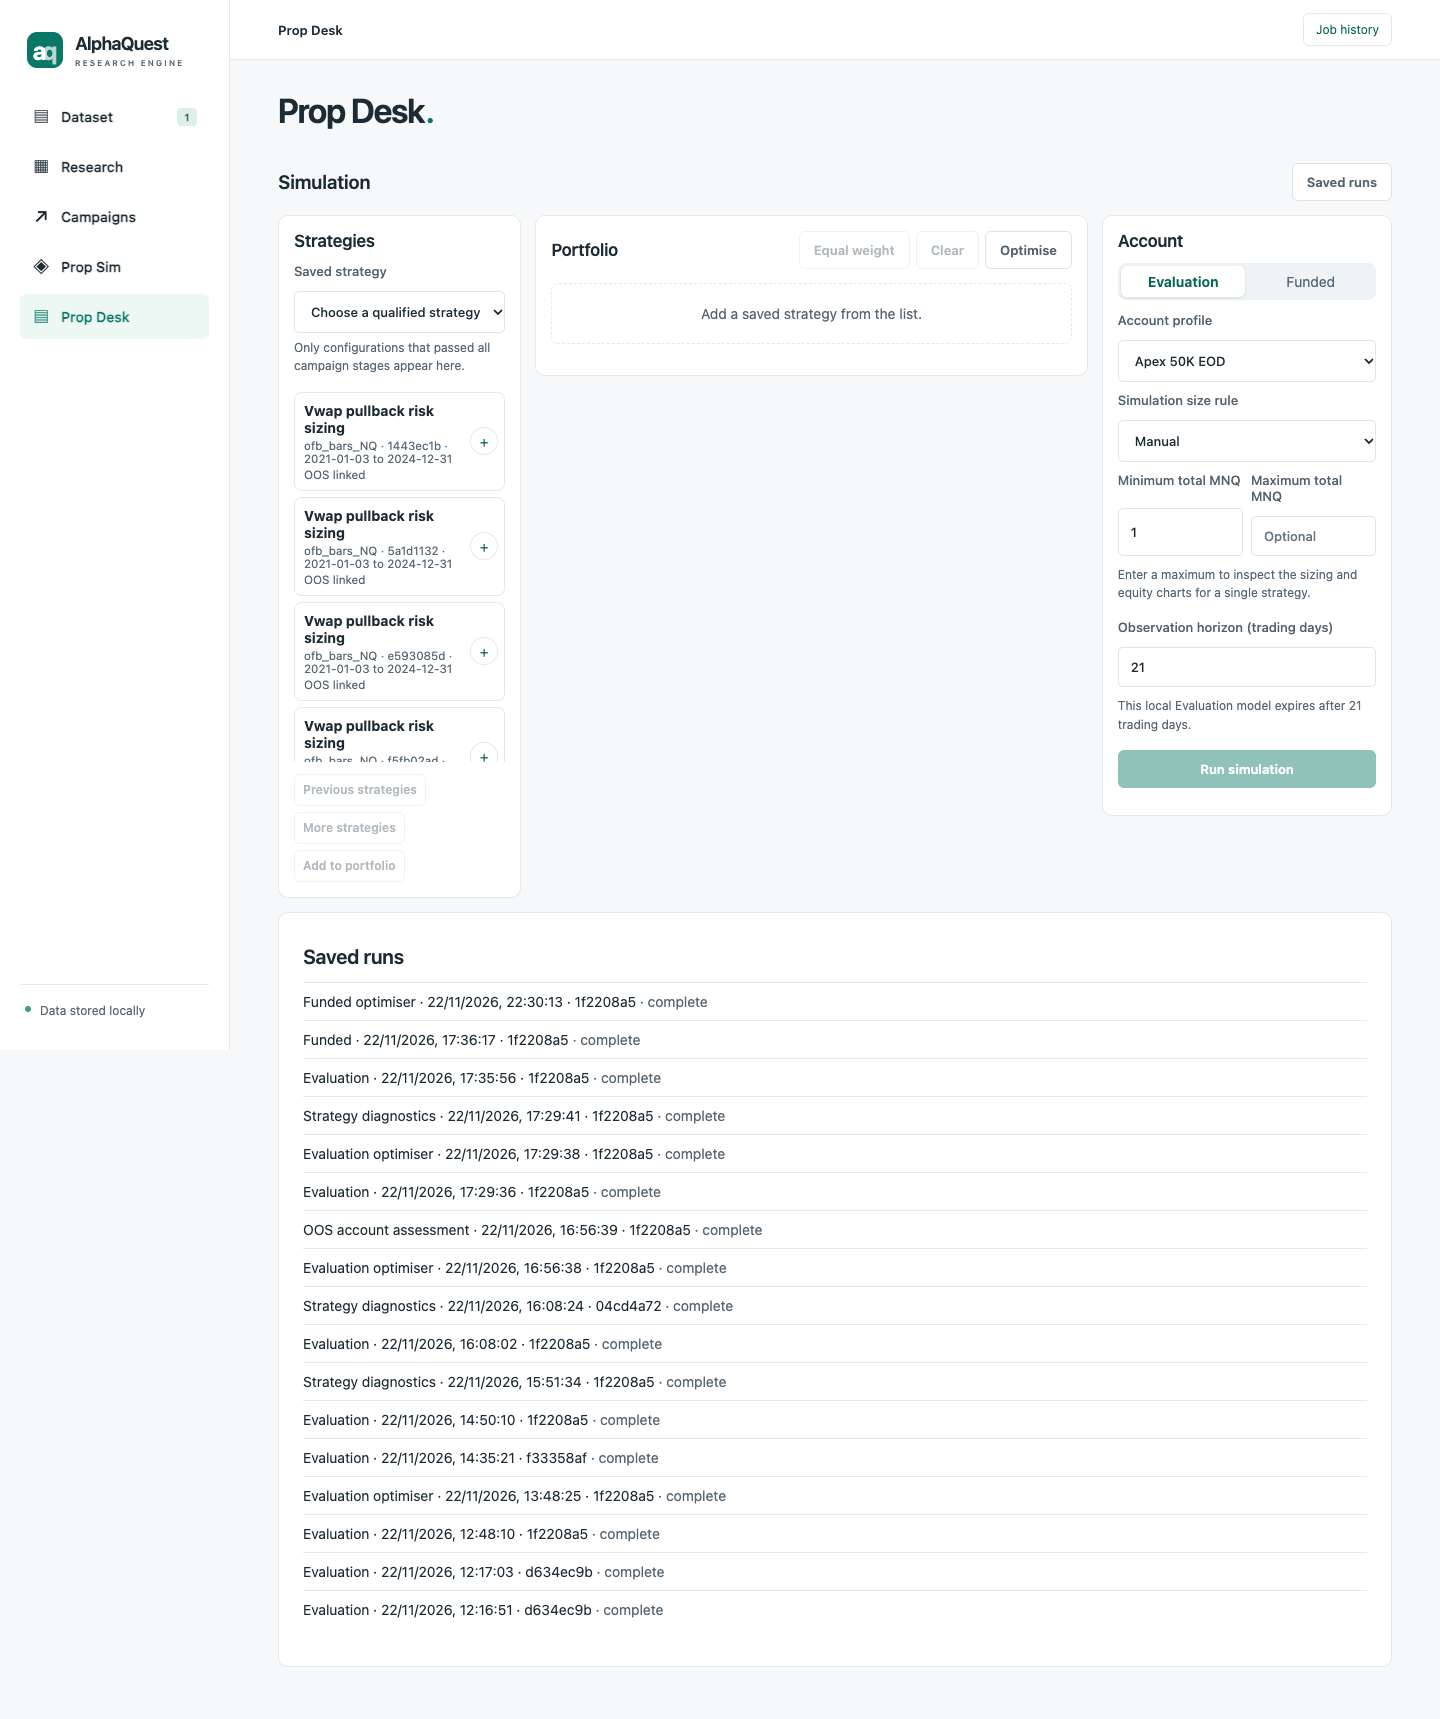 aq
AlphaQuest
RESEARCH ENGINE
Dataset
1
Research
Campaigns
Prop Sim
Prop Desk
Data stored locally
Prop Desk
Job history
Prop Desk.
Simulation
Saved runs
Strategies
Saved strategy
Choose a qualified strategy
Only configurations that passed all
campaign stages appear here.
Vwap pullback risk
sizing
ofb_bars_NQ · 1443ec1b ·
2021-01-03 to 2024-12-31
OOS linked
+
Vwap pullback risk
sizing
ofb_bars_NQ · 5a1d1132 ·
2021-01-03 to 2024-12-31
OOS linked
+
Vwap pullback risk
sizing
ofb_bars_NQ · e593085d ·
2021-01-03 to 2024-12-31
OOS linked
+
Vwap pullback risk
sizing
ofb_bars_NQ · f5fb02ad ·
+
Previous strategies
More strategies
Add to portfolio
Portfolio
Equal weight
Clear
Optimise
Add a saved strategy from the list.
Account
Evaluation
Funded
Account profile
Apex 50K EOD
Simulation size rule
Manual
Minimum total MNQ
1
Maximum total
MNQ
Optional
Enter a maximum to inspect the sizing and
equity charts for a single strategy.
Observation horizon (trading days)
21
This local Evaluation model expires after 21
trading days.
Run simulation
Saved runs
Funded optimiser · 22/11/2026, 22:30:13 · 1f2208a5 · complete
Funded · 22/11/2026, 17:36:17 · 1f2208a5 · complete
Evaluation · 22/11/2026, 17:35:56 · 1f2208a5 · complete
Strategy diagnostics · 22/11/2026, 17:29:41 · 1f2208a5 · complete
Evaluation optimiser · 22/11/2026, 17:29:38 · 1f2208a5 · complete
Evaluation · 22/11/2026, 17:29:36 · 1f2208a5 · complete
OOS account assessment · 22/11/2026, 16:56:39 · 1f2208a5 · complete
Evaluation optimiser · 22/11/2026, 16:56:38 · 1f2208a5 · complete
Strategy diagnostics · 22/11/2026, 16:08:24 · 04cd4a72 · complete
Evaluation · 22/11/2026, 16:08:02 · 1f2208a5 · complete
Strategy diagnostics · 22/11/2026, 15:51:34 · 1f2208a5 · complete
Evaluation · 22/11/2026, 14:50:10 · 1f2208a5 · complete
Evaluation · 22/11/2026, 14:35:21 · f33358af · complete
Evaluation optimiser · 22/11/2026, 13:48:25 · 1f2208a5 · complete
Evaluation · 22/11/2026, 12:48:10 · 1f2208a5 · complete
Evaluation · 22/11/2026, 12:17:03 · d634ec9b · complete
Evaluation · 22/11/2026, 12:16:51 · d634ec9b · complete